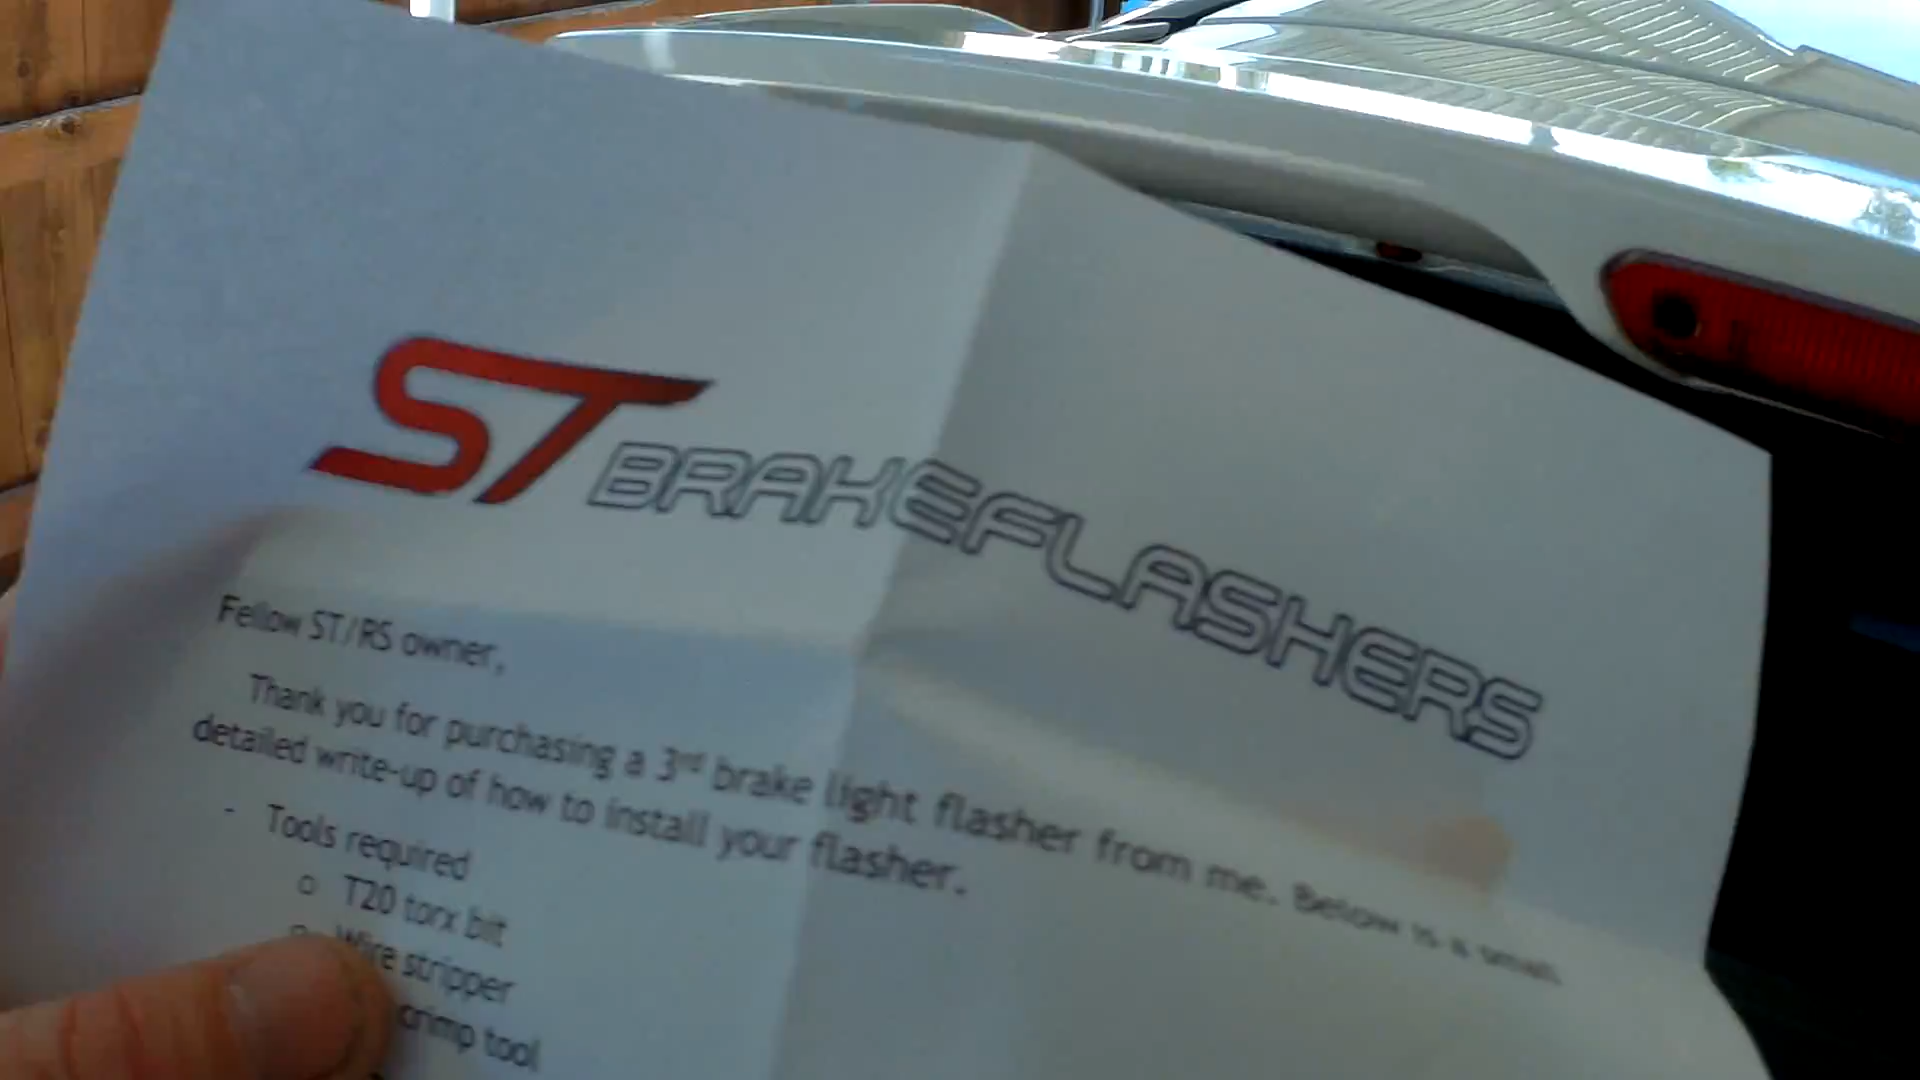 ST BRAKEFLASHERS
Fellow ST/RS owner,
Thank you for purchasing a 3rd brake light flasher from me. Below is a small,
detailed write-up of how to install your flasher.
- Tools required
o T20 torx bit
o Wire stripper
crimp tool